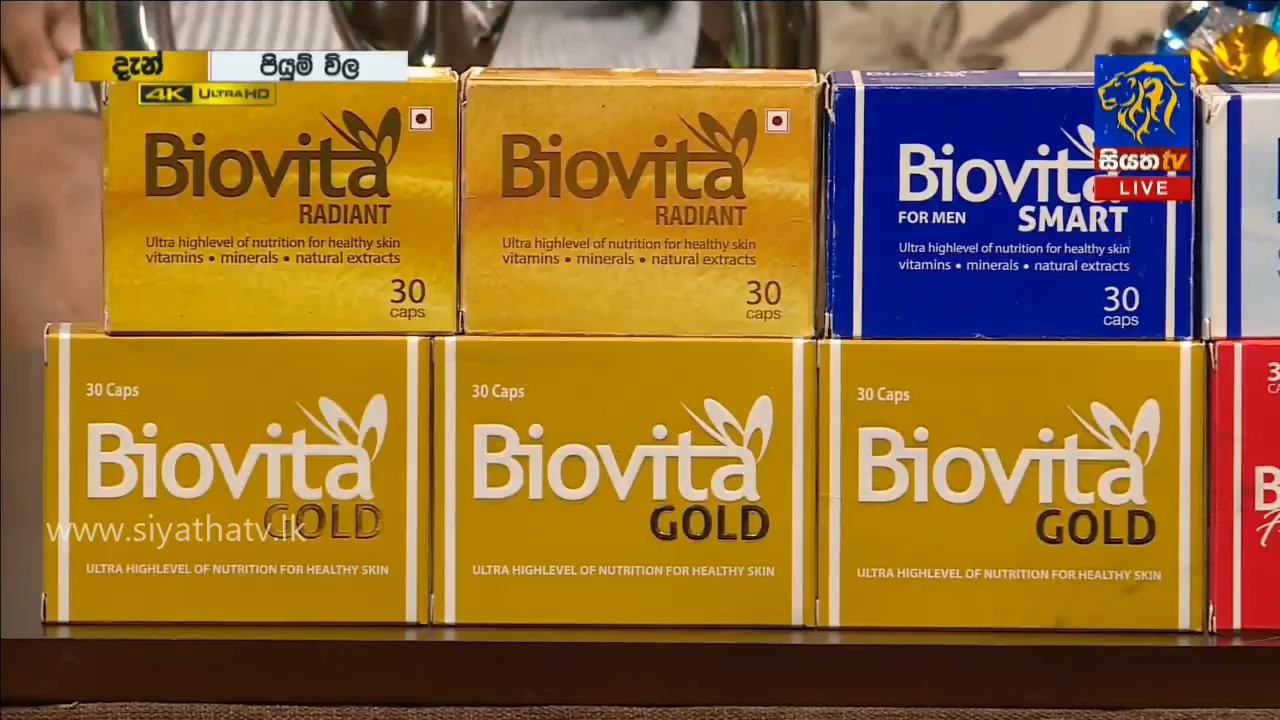 දැන්
පියුම් විල
4K ULTRA HD
සියත tv
LIVE
Biovita
RADIANT
Ultra highlevel of nutrition for healthy skin
vitamins • minerals • natural extracts
30
caps
Biovita
RADIANT
Ultra highlevel of nutrition for healthy skin
vitamins • minerals • natural extracts
30
caps
Biovita
FOR MEN SMART
Ultra highlevel of nutrition for healthy skin
vitamins • minerals • natural extracts
30
caps
30 Caps
Biovita
GOLD
ULTRA HIGHLEVEL OF NUTRITION FOR HEALTHY SKIN
30 Caps
Biovita
GOLD
ULTRA HIGHLEVEL OF NUTRITION FOR HEALTHY SKIN
30 Caps
Biovita
GOLD
ULTRA HIGHLEVEL OF NUTRITION FOR HEALTHY SKIN
www.siyathatv.lk